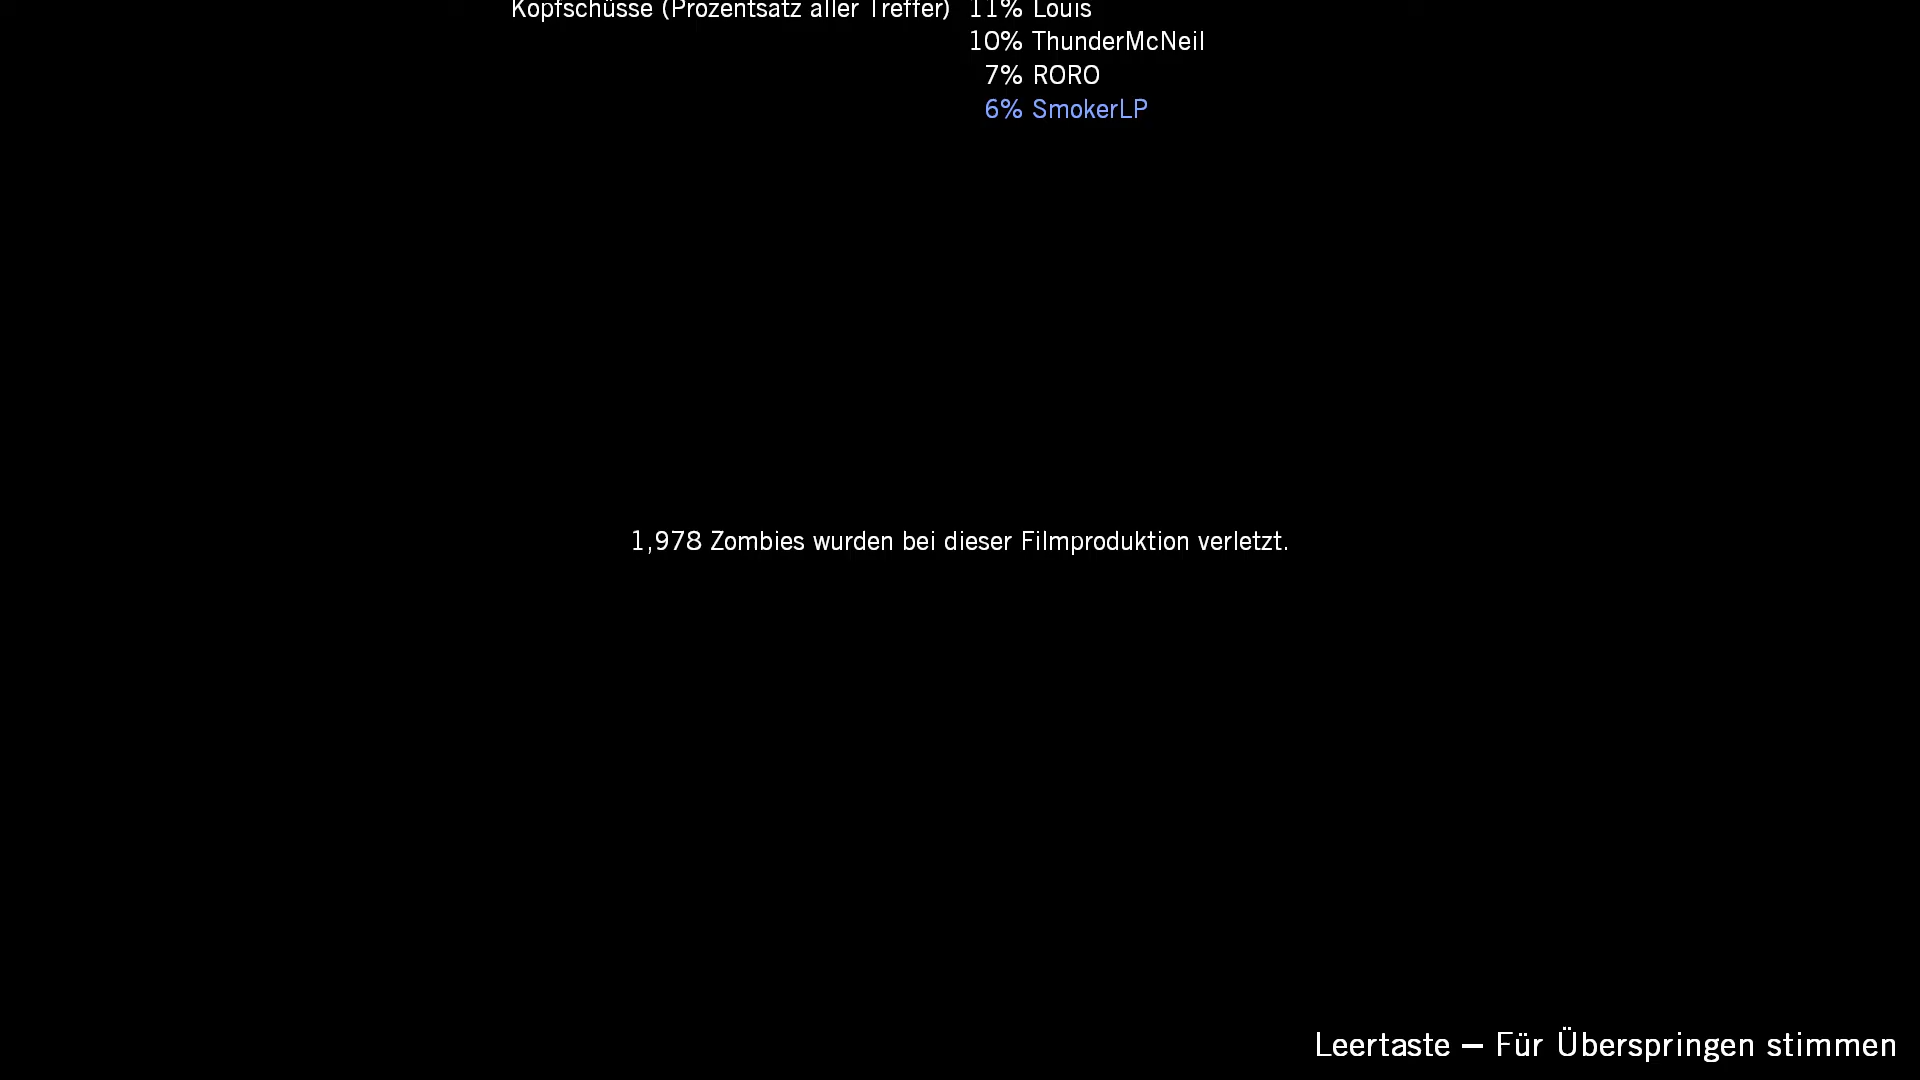 Kopfschüsse (Prozentsatz aller Treffer) 11% Louis
10% ThunderMcNeil
7% RORO
6% SmokerLP
1,978 Zombies wurden bei dieser Filmproduktion verletzt.
Leertaste – Für Überspringen stimmen